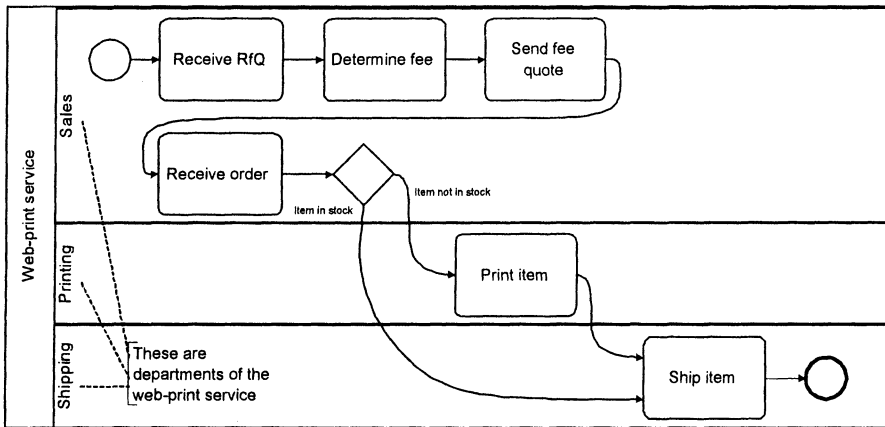 Web-print service
Sales
Receive RfQ
Determine fee
Send fee
quote
Receive order
Item in stock
Item not in stock
Printing
Print item
Shipping
These are
departments of the
web-print service
Ship item